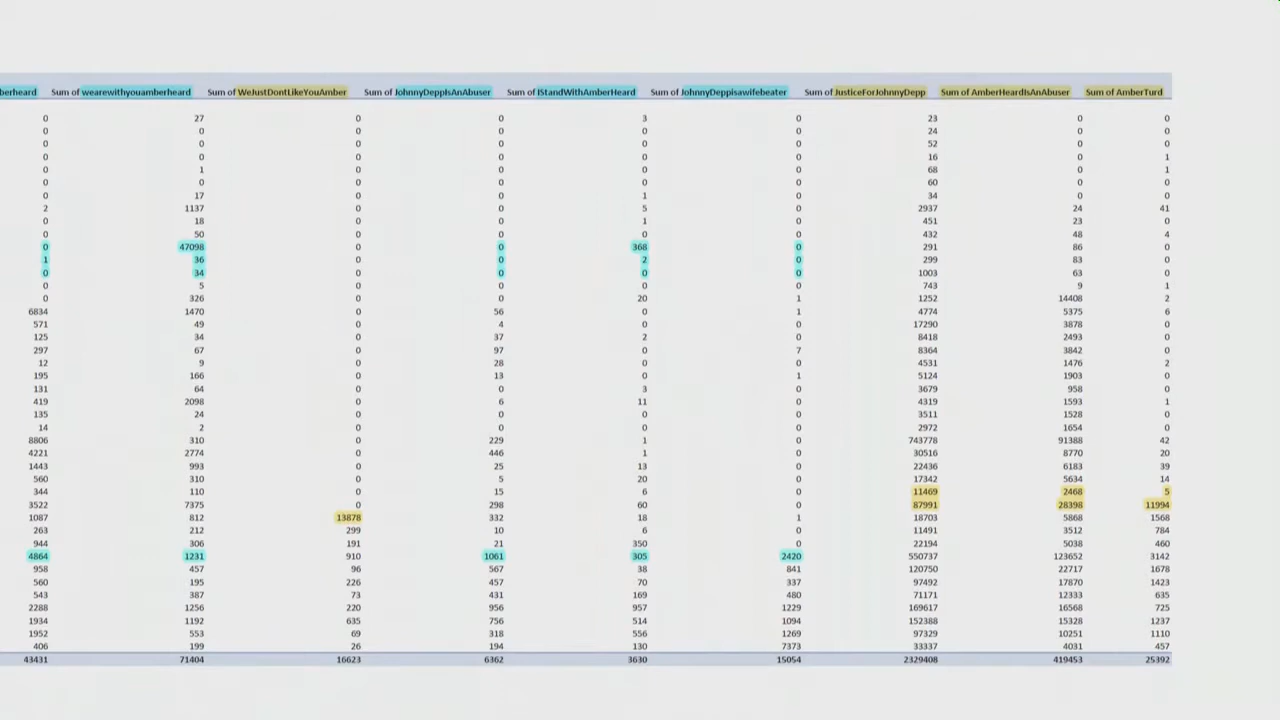 berheard Sum of wearewithyouamberheard Sum of WeJustDontLikeYouAmber Sum of JohnnyDeppIsAnAbuser Sum of IStandWithAmberHeard Sum of JohnnyDeppisawifebeater Sum of JusticeForJohnnyDepp Sum of AmberHeardIsAnAbuser Sum of AmberTurd
0 27 0 0 3 0 23 0 0
0 0 0 0 0 0 24 0 0
0 0 0 0 0 0 52 0 0
0 0 0 0 0 0 16 0 1
0 1 0 0 0 0 68 0 1
0 0 0 0 0 0 60 0 0
0 17 0 0 1 0 34 0 0
2 1137 0 0 5 0 2937 24 41
0 18 0 0 1 0 451 23 0
0 50 0 0 0 0 432 48 4
0 47098 0 0 368 0 291 86 0
1 36 0 0 2 0 299 83 0
0 34 0 0 0 0 1003 63 0
0 5 0 0 0 0 743 9 1
0 326 0 0 20 1 1252 14408 2
6834 1470 0 56 0 1 4774 5375 6
571 49 0 4 0 0 17290 3878 0
125 34 0 37 2 0 8418 2493 0
297 67 0 97 0 7 8364 3842 0
12 9 0 28 0 0 4531 1476 2
195 166 0 13 0 1 5124 1903 0
131 64 0 0 3 0 3679 958 0
419 2098 0 6 11 0 4319 1593 1
135 24 0 0 0 0 3511 1528 0
14 2 0 0 0 0 2972 1654 0
8806 310 0 229 1 0 743778 91388 42
4221 2774 0 446 1 0 30516 8770 20
1443 993 0 25 13 0 22436 6183 39
560 310 0 5 20 0 17342 5634 14
344 110 0 15 6 0 11469 2468 5
3522 7375 0 298 60 0 87991 28398 11994
1087 812 13878 332 18 1 18703 5868 1568
263 212 299 10 6 0 11491 3512 784
944 306 191 21 350 0 22194 5038 460
4864 1231 910 1061 305 2420 550737 123652 3142
958 457 96 567 38 841 120750 22717 1678
560 195 226 457 70 337 97492 17870 1423
543 387 73 431 169 480 71171 12333 635
2288 1256 220 956 957 1229 169617 16568 725
1934 1192 635 756 514 1094 152388 15328 1237
1952 553 69 318 556 1269 97329 10251 1110
406 199 26 194 130 7373 33337 4031 457
43431 71404 16623 6362 3630 15054 2329408 419453 25392